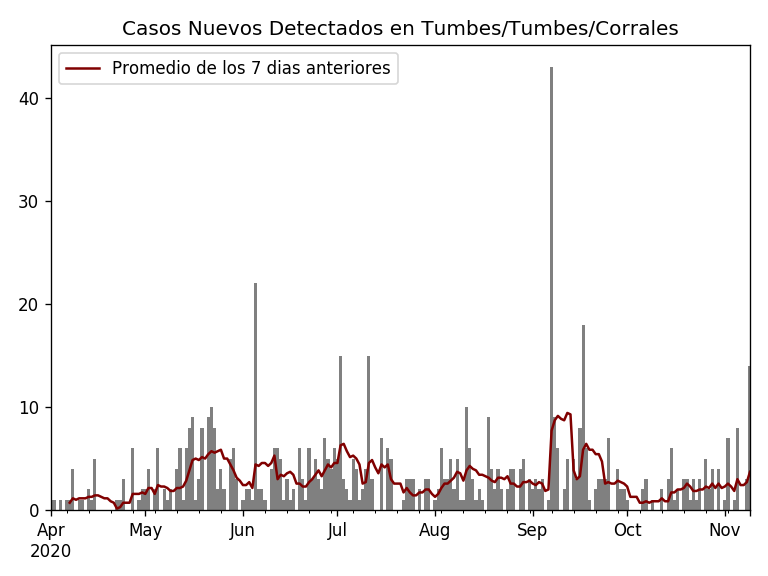 Casos Nuevos Detectados en Tumbes/Tumbes/Corrales
Promedio de los 7 dias anteriores
40
30
20
10
0
Apr May Jun Jul Aug Sep Oct Nov
2020